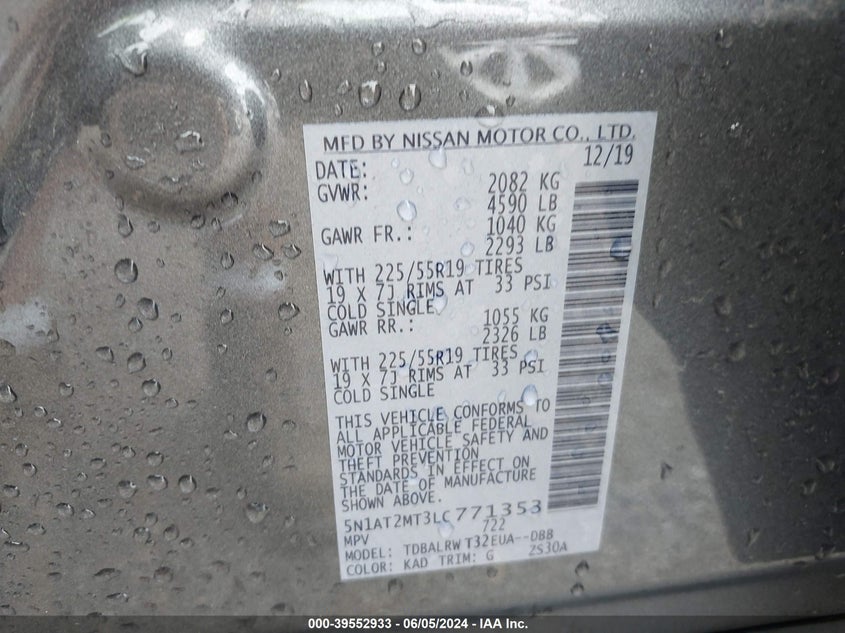 MFD BY NISSAN MOTOR CO., LTD.
DATE: 12/19
GVWR: 2082 KG
4590 LB
GAWR FR.: 1040 KG
2293 LB
WITH 225/55R19 TIRES
19 X 7J RIMS AT 33 PSI
COLD SINGLE
GAWR RR.: 1055 KG
2326 LB
WITH 225/55R19 TIRES
19 X 7J RIMS AT 33 PSI
COLD SINGLE
THIS VEHICLE CONFORMS TO
ALL APPLICABLE FEDERAL
MOTOR VEHICLE SAFETY AND
THEFT PREVENTION
STANDARDS IN EFFECT ON
THE DATE OF MANUFACTURE
SHOWN ABOVE.
5N1AT2MT3LC771353
MPV 722
MODEL: TDBALRW T32EUA--DBB
COLOR: KAD TRIM: G 2S30A
000-39552933 - 06/05/2024 - IAA Inc.